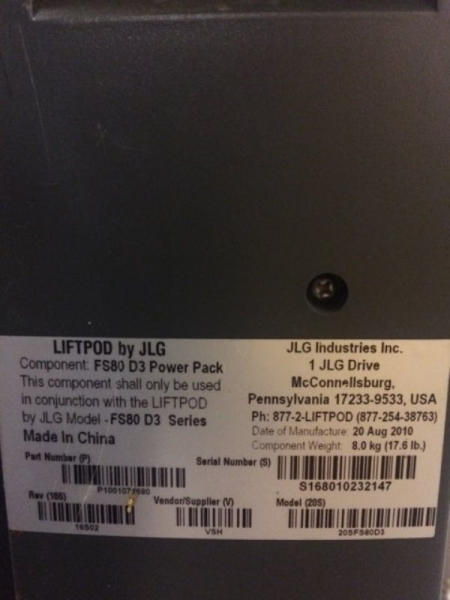 LIFTPOD by JLG
Component: FS80 D3 Power Pack
This component shall only be used
in conjunction with the LIFTPOD
by JLG Model - FS80 D3 Series
Made In China
JLG Industries Inc.
1 JLG Drive
McConnellsburg,
Pennsylvania 17233-9533, USA
Ph: 877-2-LIFTPOD (877-254-38763)
Date of Manufacture: 20 Aug 2010
Component Weight: 8.0 kg (17.6 lb.)
Part Number (P)
Serial Number (S)
S168010232147
Rev (16S)
16S02
Vendor/Supplier (V)
VSH
Model (20S)
20SFS80D3